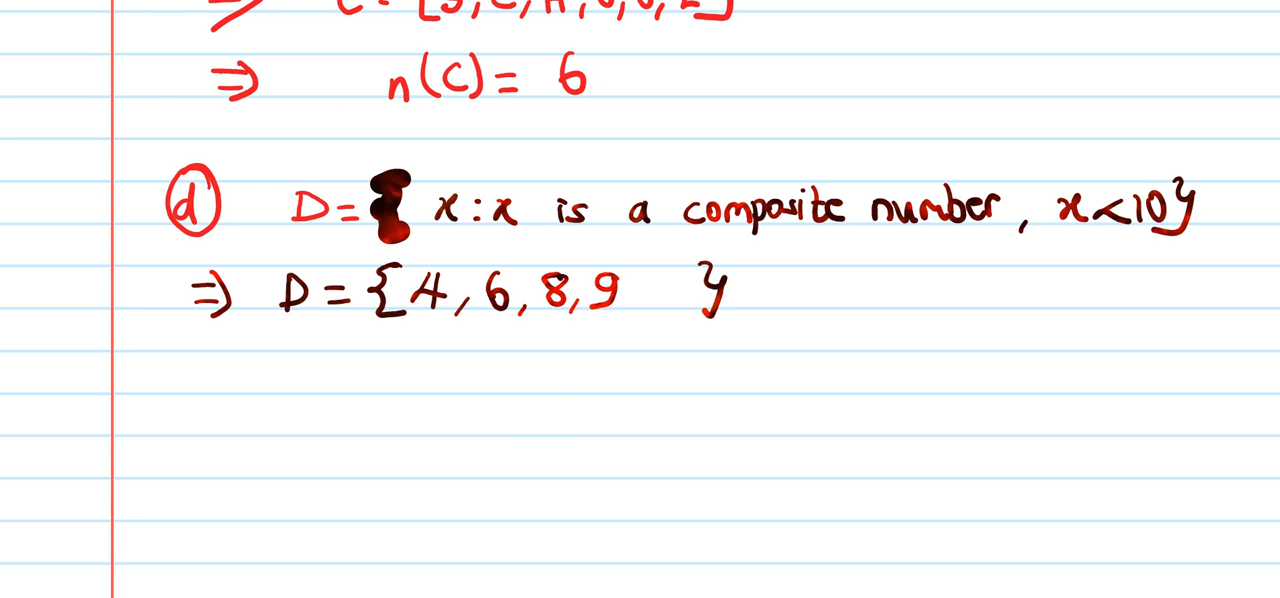 ⇒ n(C) = 6
(d) D = { x : x is a composite number, x < 10}
⇒ D = {4, 6, 8, 9 }